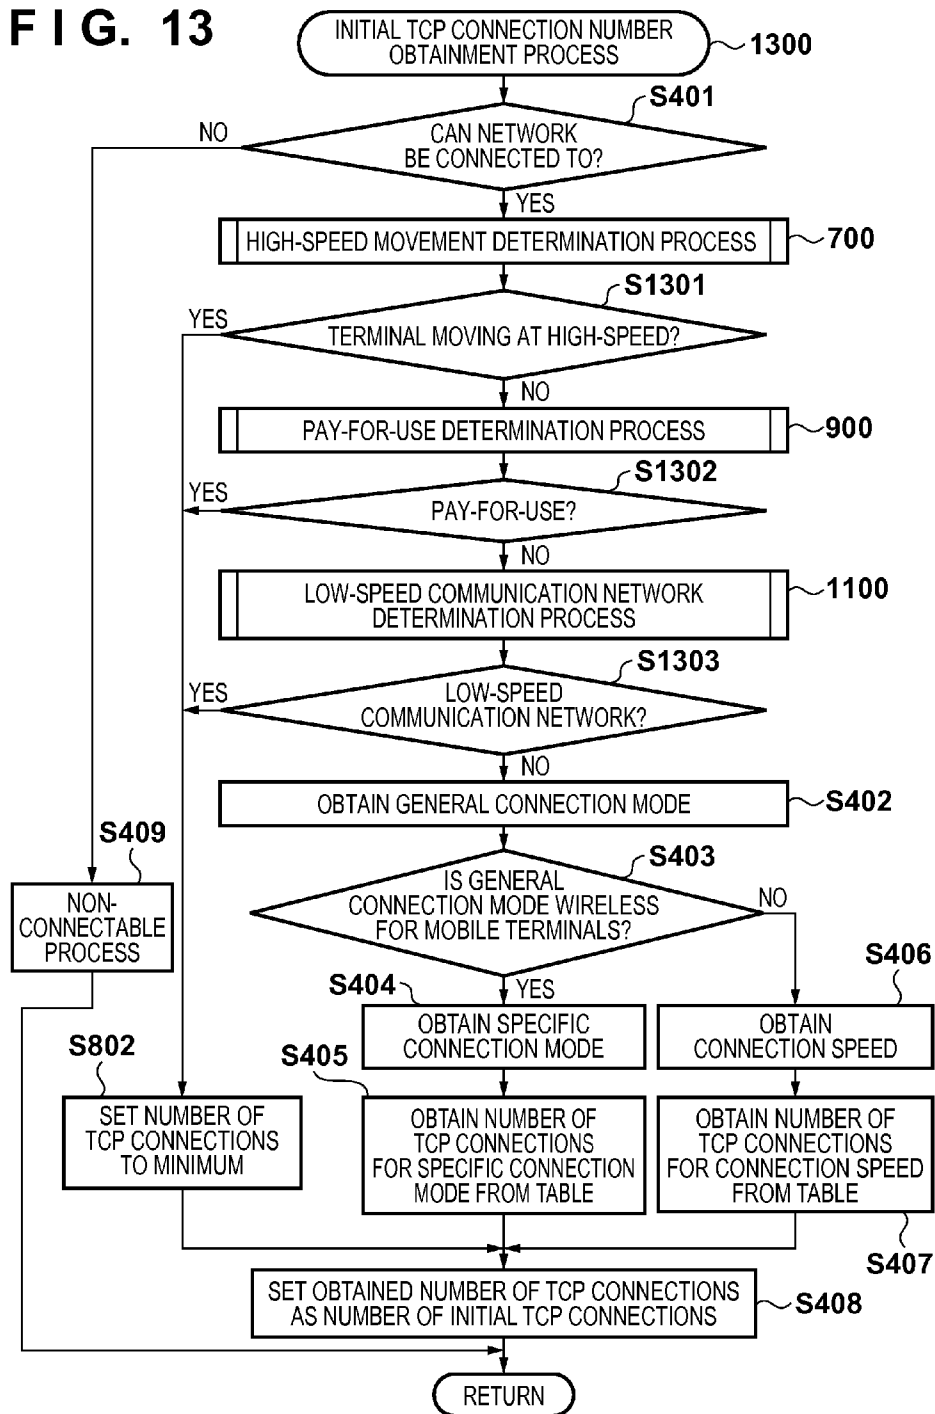 FIG. 13
INITIAL TCP CONNECTION NUMBER
OBTAINMENT PROCESS
1300
S401
CAN NETWORK
BE CONNECTED TO?
NO
YES
HIGH-SPEED MOVEMENT DETERMINATION PROCESS
700
S1301
TERMINAL MOVING AT HIGH-SPEED?
YES
NO
PAY-FOR-USE DETERMINATION PROCESS
900
S1302
PAY-FOR-USE?
YES
NO
LOW-SPEED COMMUNICATION NETWORK
DETERMINATION PROCESS
1100
S1303
LOW-SPEED
COMMUNICATION NETWORK?
YES
NO
OBTAIN GENERAL CONNECTION MODE
S402
S403
IS GENERAL
CONNECTION MODE WIRELESS
FOR MOBILE TERMINALS?
NO
YES
S409
NON-
CONNECTABLE
PROCESS
S404
OBTAIN SPECIFIC
CONNECTION MODE
S406
OBTAIN
CONNECTION SPEED
S802
SET NUMBER OF
TCP CONNECTIONS
TO MINIMUM
S405
OBTAIN NUMBER OF
TCP CONNECTIONS
FOR SPECIFIC CONNECTION
MODE FROM TABLE
OBTAIN NUMBER OF
TCP CONNECTIONS
FOR CONNECTION SPEED
FROM TABLE
S407
SET OBTAINED NUMBER OF TCP CONNECTIONS
AS NUMBER OF INITIAL TCP CONNECTIONS
S408
RETURN